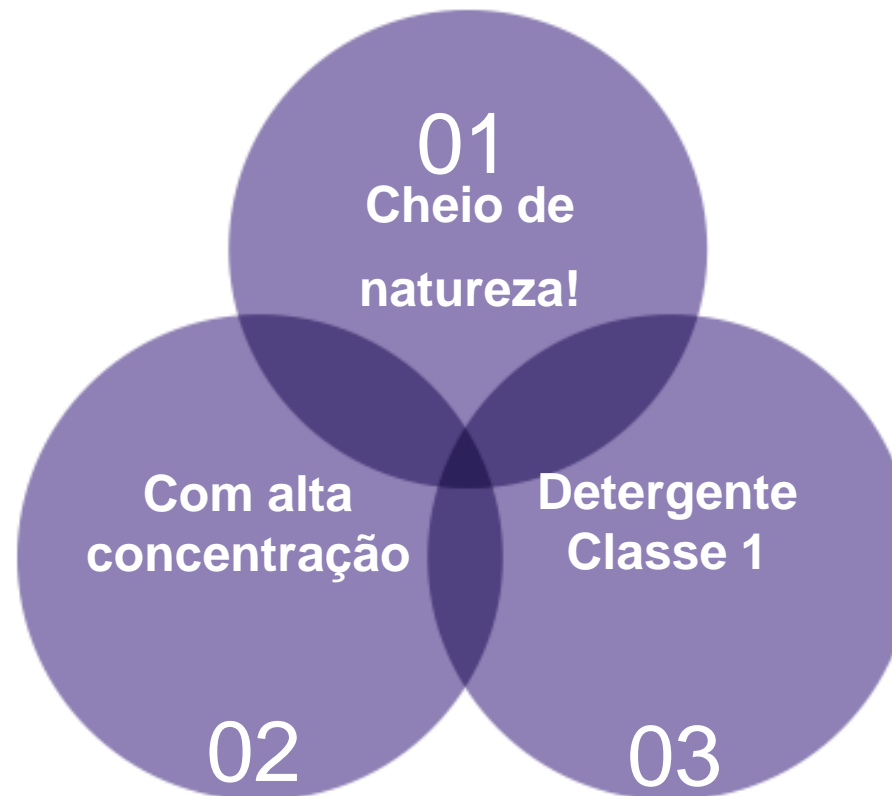 01
Cheio de
natureza!
Com alta
concentração
02
Detergente
Classe 1
03